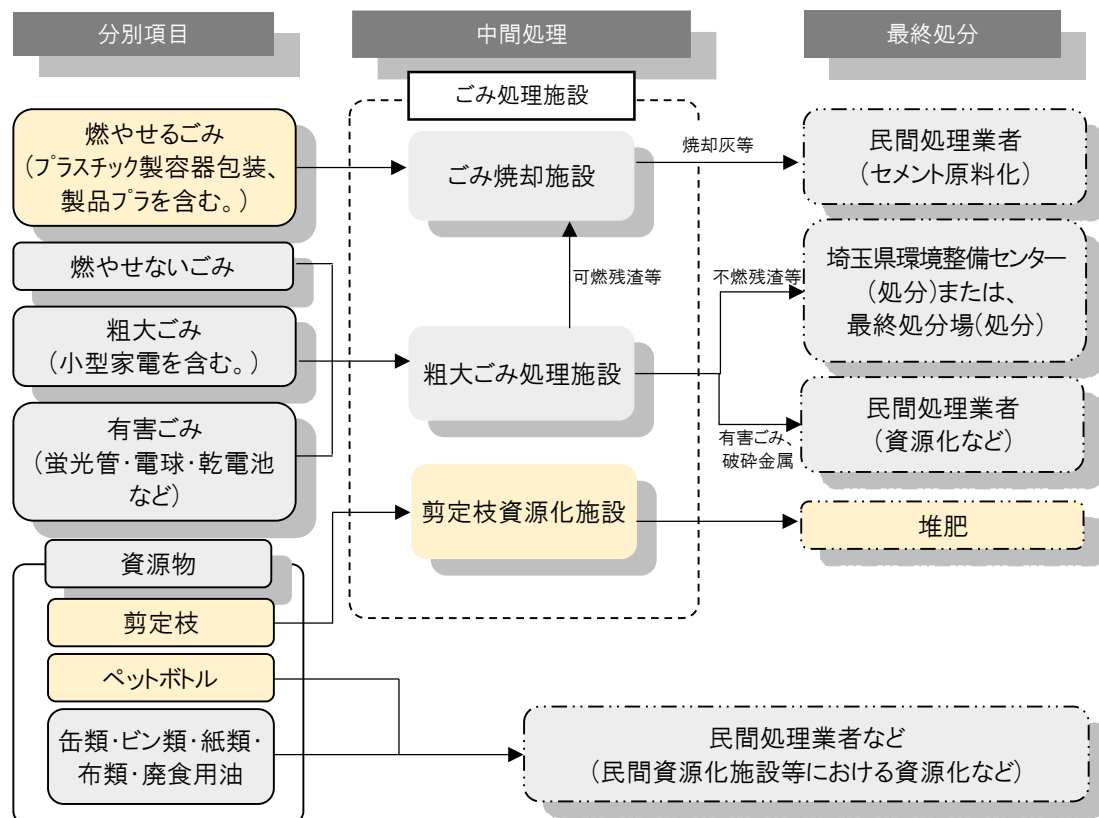 分別項目
中間処理
最終処分
ごみ処理施設
燃やせるごみ
（プラスチック製容器包装、
製品プラを含む。）
ごみ焼却施設
焼却灰等
民間処理業者
（セメント原料化）
燃やせないごみ
可燃残渣等
不燃残渣等
埼玉県環境整備センター
（処分）または、
最終処分場（処分）
粗大ごみ
（小型家電を含む。）
粗大ごみ処理施設
有害ごみ
（蛍光管・電球・乾電池
など）
有害ごみ、
破砕金属
民間処理業者
（資源化など）
剪定枝資源化施設
堆肥
資源物
剪定枝
ペットボトル
缶類・ビン類・紙類・
布類・廃食用油
民間処理業者など
（民間資源化施設等における資源化など）